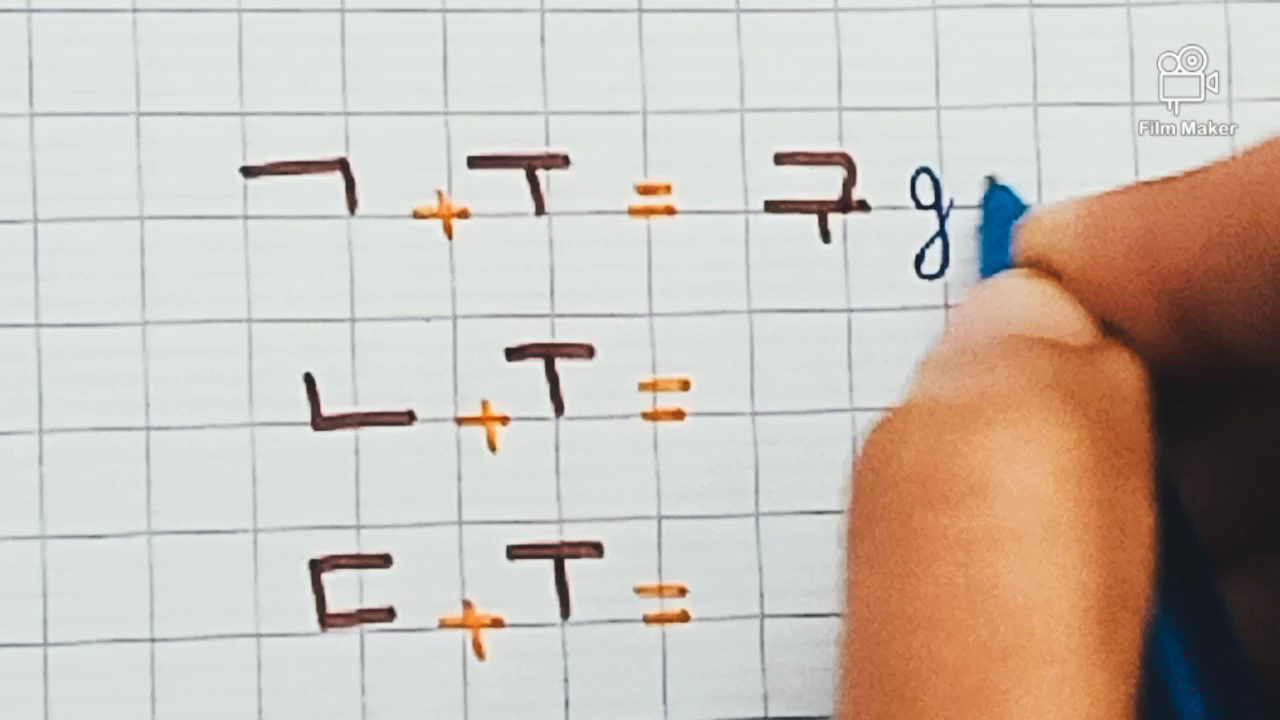 Film Maker
ㄱ + ㅜ = 구 g
ㄴ + ㅜ =
ㄷ + ㅜ =